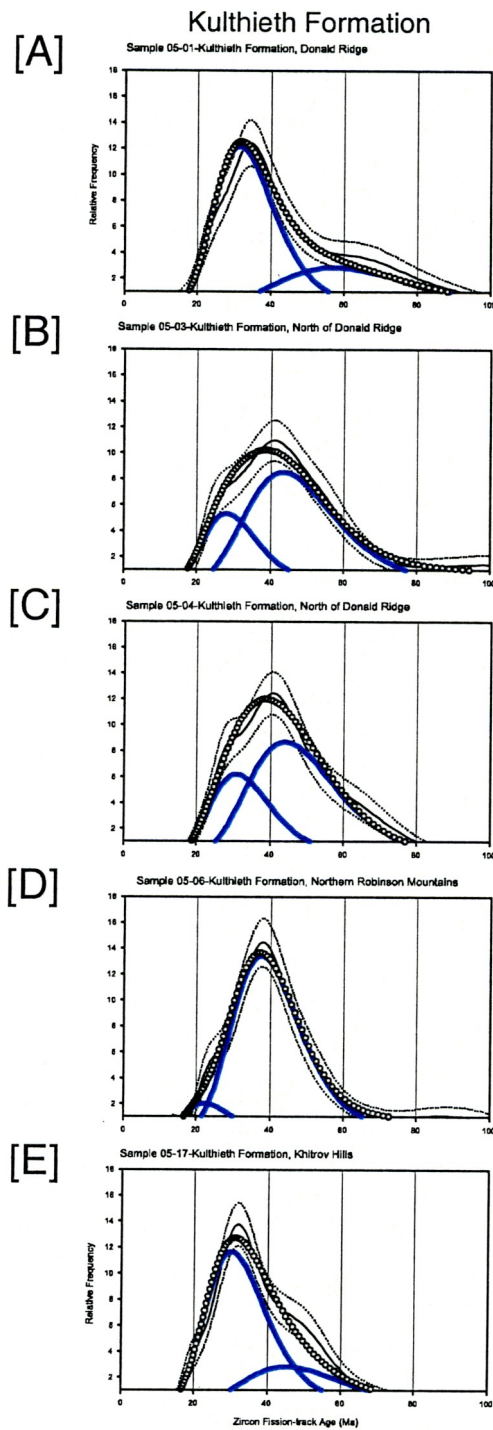 Kulthieth Formation
[A]
Sample 05-01-Kulthieth Formation, Donald Ridge
18
16
14
12
10
8
6
4
2
Relative Frequency
0 20 40 60 80 100
[B]
Sample 05-03-Kulthieth Formation, North of Donald Ridge
18
16
14
12
10
8
6
4
2
0 20 40 60 80 100
[C]
Sample 05-04-Kulthieth Formation, North of Donald Ridge
18
16
14
12
10
8
6
4
2
0 20 40 60 80 100
[D]
Sample 05-06-Kulthieth Formation, Northern Robinson Mountains
18
16
14
12
10
8
6
4
2
0 20 40 60 80 100
[E]
Sample 05-17-Kulthieth Formation, Khitrov Hills
18
16
14
12
10
8
6
4
2
Relative Frequency
0 20 40 60 80 100
Zircon Fission-track Age (Ma)